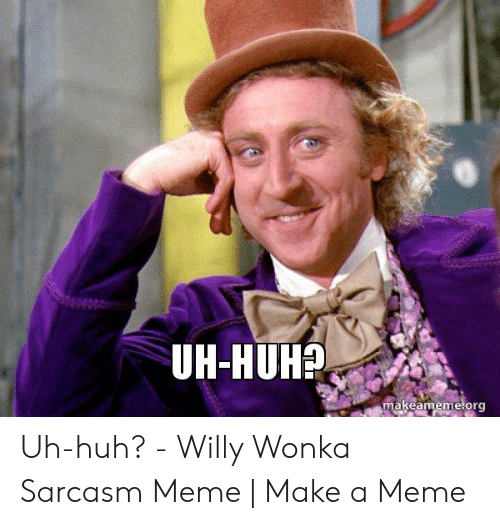 UH-HUH?
makeameme.org
Uh-huh? - Willy Wonka
Sarcasm Meme | Make a Meme